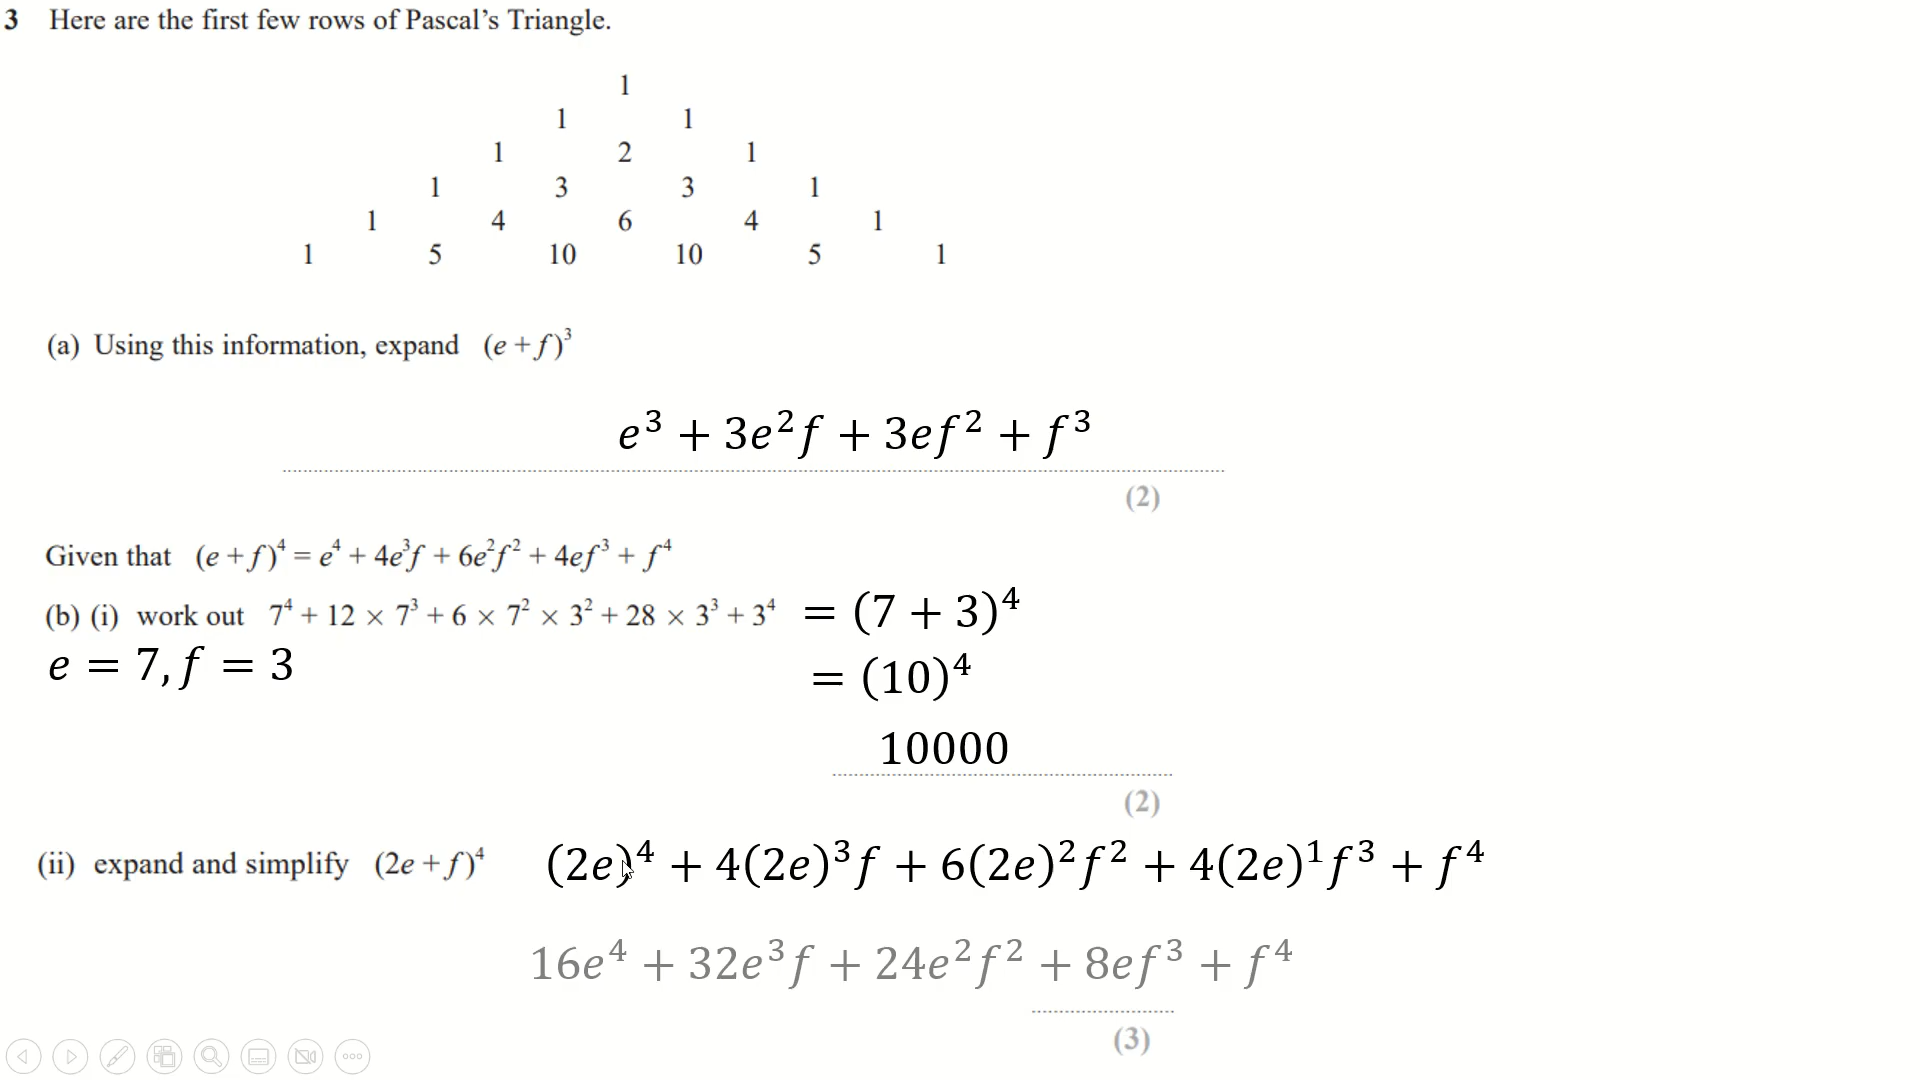 3 Here are the first few rows of Pascal's Triangle.
1
1 1
1 2 1
1 3 3 1
1 4 6 4 1
1 5 10 10 5 1
(a) Using this information, expand (e + f)³
e³ + 3e²f + 3ef² + f³
(2)
Given that (e + f)⁴ = e⁴ + 4e³f + 6e²f² + 4ef³ + f⁴
(b) (i) work out 7⁴ + 12 × 7³ + 6 × 7² × 3² + 28 × 3³ + 3⁴ = (7 + 3)⁴
e = 7, f = 3 = (10)⁴
10000
(2)
(ii) expand and simplify (2e + f)⁴ (2e)⁴ + 4(2e)³f + 6(2e)²f² + 4(2e)¹f³ + f⁴
16e⁴ + 32e³f + 24e²f² + 8ef³ + f⁴
(3)